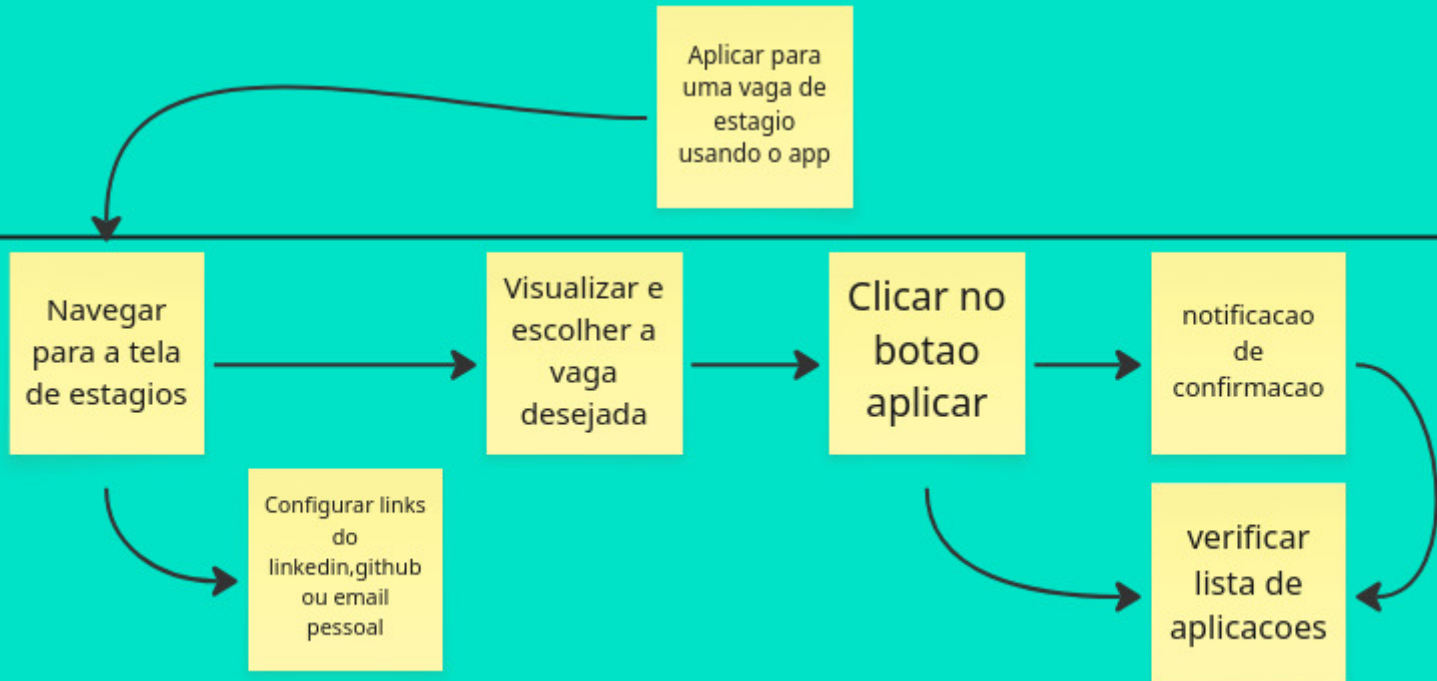 Aplicar para
uma vaga de
estagio
usando o app
Navegar
para a tela
de estagios
Visualizar e
escolher a
vaga
desejada
Clicar no
botao
aplicar
notificacao
de
confirmacao
Configurar links
do
linkedin,github
ou email
pessoal
verificar
lista de
aplicacoes